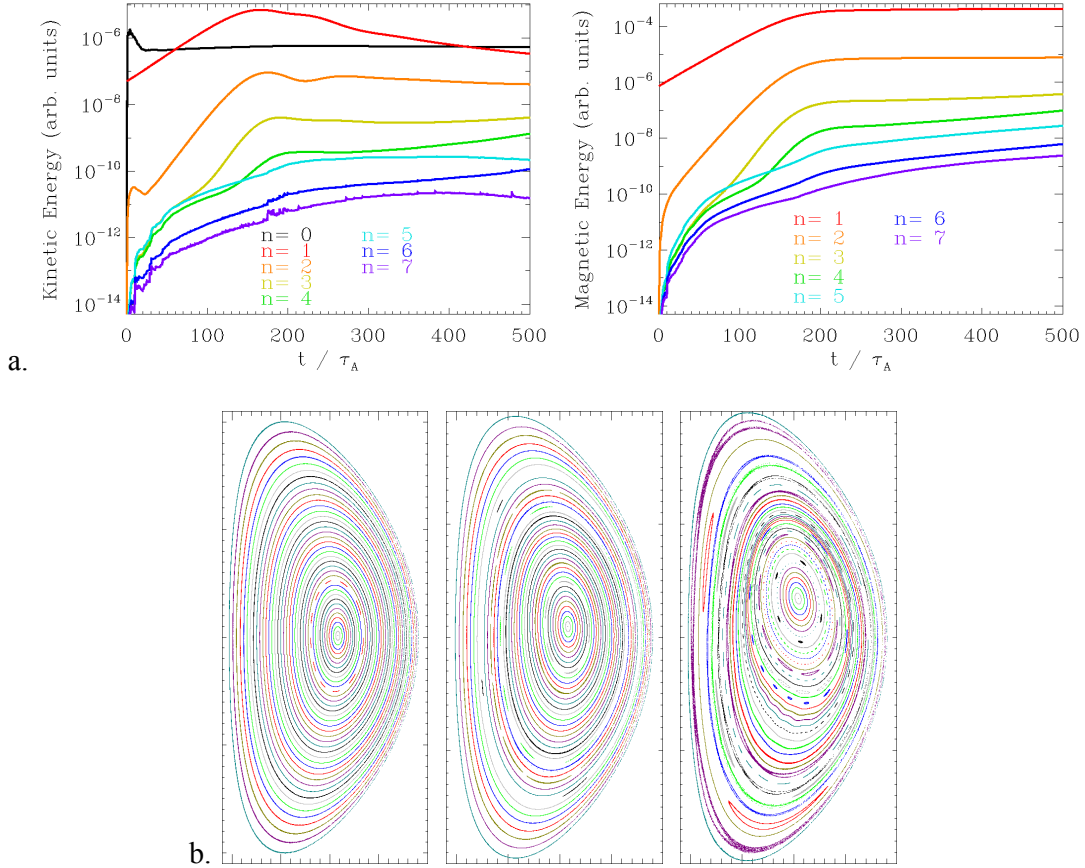 Kinetic Energy (arb. units)
10⁻⁶
10⁻⁸
10⁻¹⁰
10⁻¹²
10⁻¹⁴
n= 0
n= 1
n= 2
n= 3
n= 4
n= 5
n= 6
n= 7
0 100 200 300 400 500
t / τ_A
Magnetic Energy (arb. units)
10⁻⁴
10⁻⁶
10⁻⁸
10⁻¹⁰
10⁻¹²
10⁻¹⁴
n= 1
n= 2
n= 3
n= 4
n= 5
n= 6
n= 7
0 100 200 300 400 500
t / τ_A
a.
b.